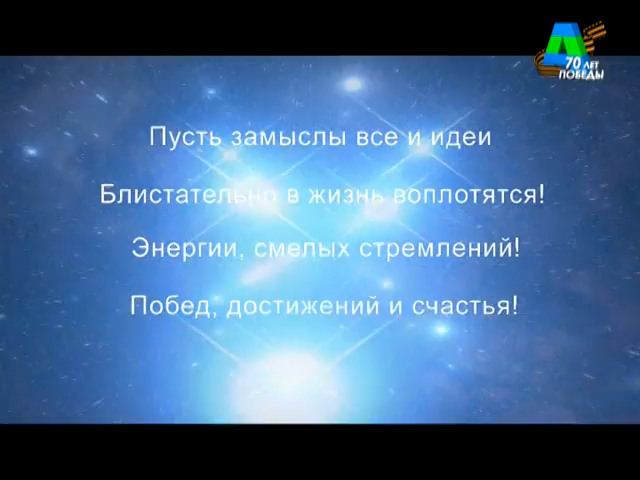 70 ЛЕТ
ПОБЕДЫ
Пусть замыслы все и идеи
Блистательно в жизнь воплотятся!
Энергии, смелых стремлений!
Побед, достижений и счастья!